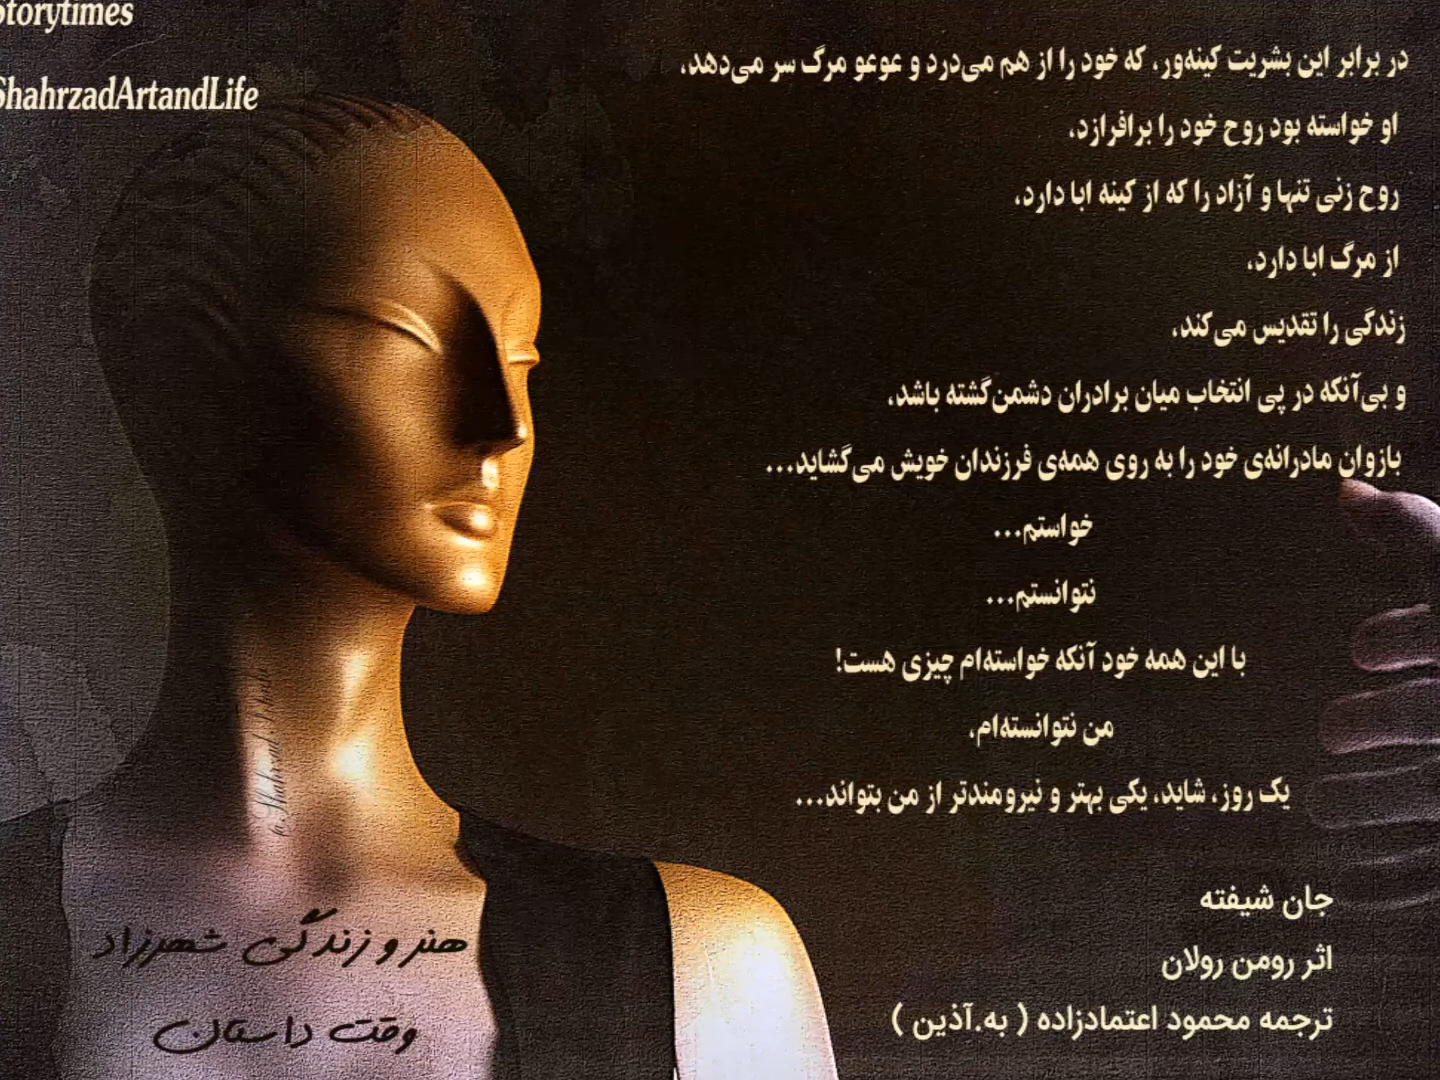 Storytimes
ShahrzadArtandLife
در برابر این بشریت کینه‌ور، که خود را از هم می‌درد و عوعو مرگ سر می‌دهد،
او خواسته بود روح خود را برافرازد،
روح زنی تنها و آزاد را که از کینه ابا دارد،
از مرگ ابا دارد،
زندگی را تقدیس می‌کند،
و بی‌آنکه در پی انتخاب میان برادران دشمن‌گشته باشد،
بازوان مادرانه‌ی خود را به روی همه‌ی فرزندان خویش می‌گشاید...
خواستم...
نتوانستم...
با این همه خود آنکه خواسته‌ام چیزی هست!
من نتوانسته‌ام،
یک روز، شاید، یکی بهتر و نیرومندتر از من بتواند...
جان شیفته
اثر رومن رولان
ترجمه محمود اعتمادزاده ( به.آذین )
هنر و زندگی شهرزاد
وقت داستان